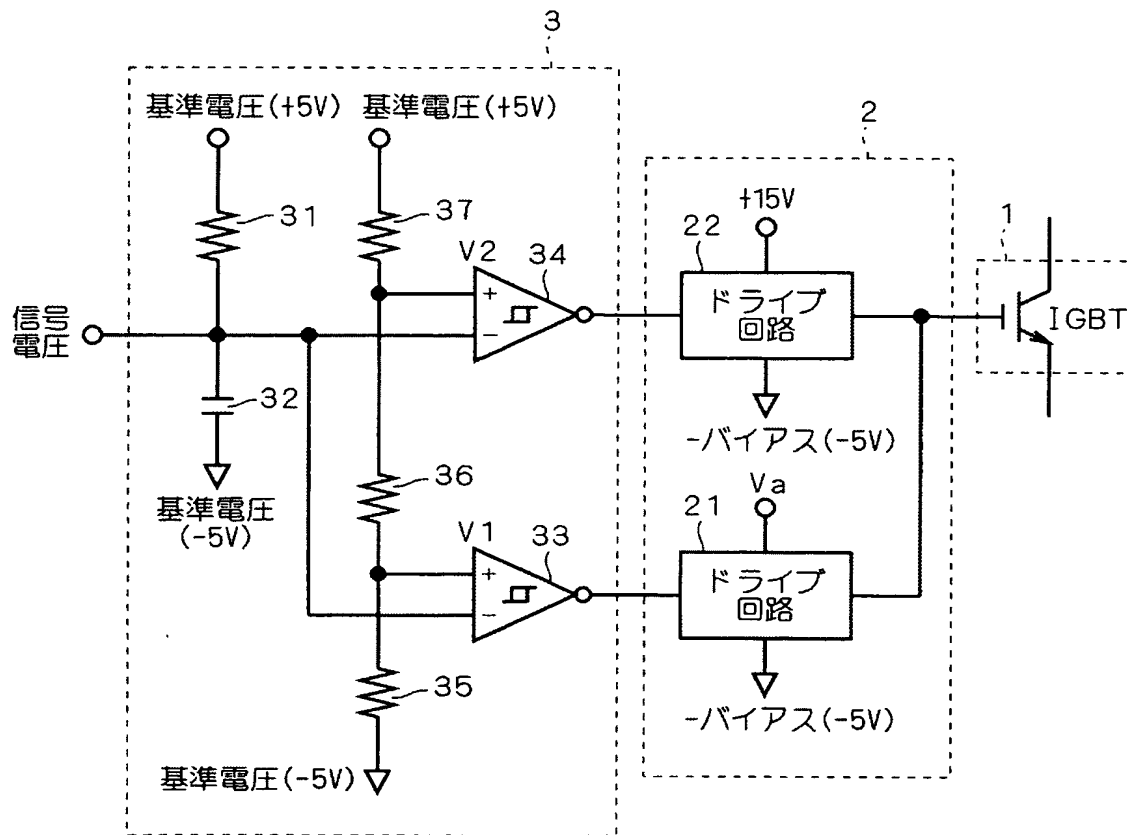 3
基準電圧(+5V)
基準電圧(+5V)
2
31
37
+15V
1
22
V2
34
+
-
ドライブ
回路
IGBT
信号
電圧
32
-バイアス(-5V)
基準電圧
(-5V)
36
Va
21
V1
33
+
-
ドライブ
回路
35
-バイアス(-5V)
基準電圧(-5V)